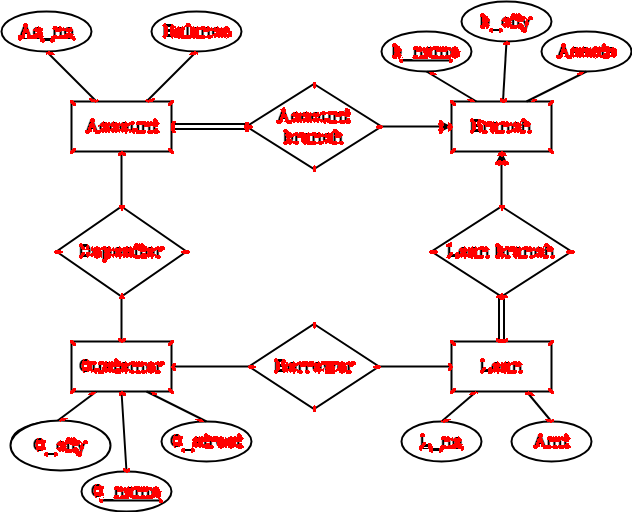 Ac_no
Balance
b_name
b_city
Assets
Account
Account
branch
Branch
Depositor
Loan branch
Customer
Borrower
Loan
C_city
C_name
C_street
L_no
Amt